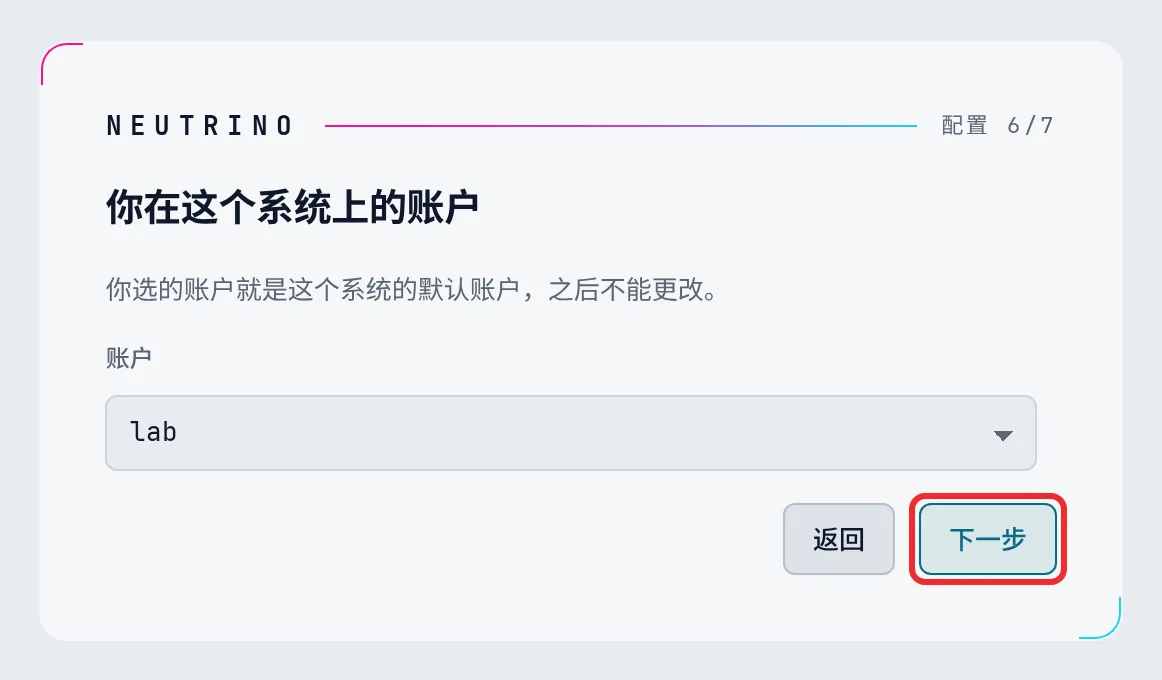 NEUTRINO 配置 6/7
你在这个系统上的账户
你选的账户就是这个系统的默认账户，之后不能更改。
账户
lab
返回 下一步